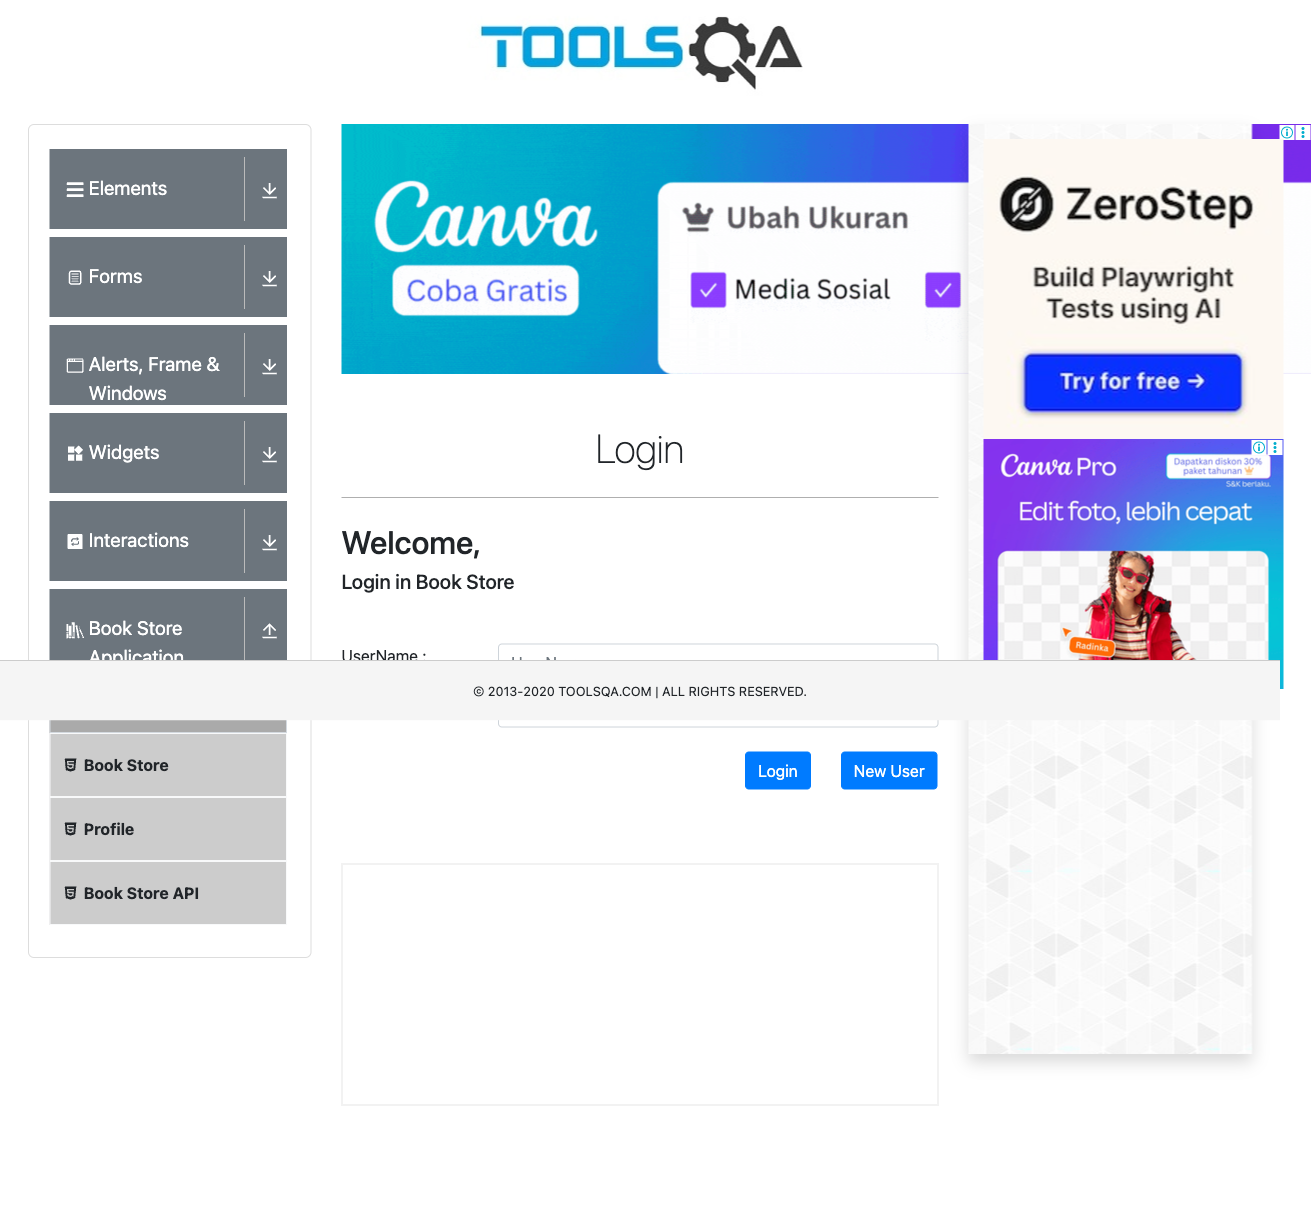 TOOLSQA
Elements
Forms
Alerts, Frame &
Windows
Widgets
Interactions
Book Store
Application
Book Store
Profile
Book Store API
Canva
Coba Gratis
Ubah Ukuran
Media Sosial
Login
Welcome,
Login in Book Store
UserName :
Login
New User
ZeroStep
Build Playwright
Tests using AI
Try for free →
Canva Pro
Dapatkan diskon 30%
paket tahunan
S&K berlaku.
Edit foto, lebih cepat
Radinka
© 2013-2020 TOOLSQA.COM | ALL RIGHTS RESERVED.